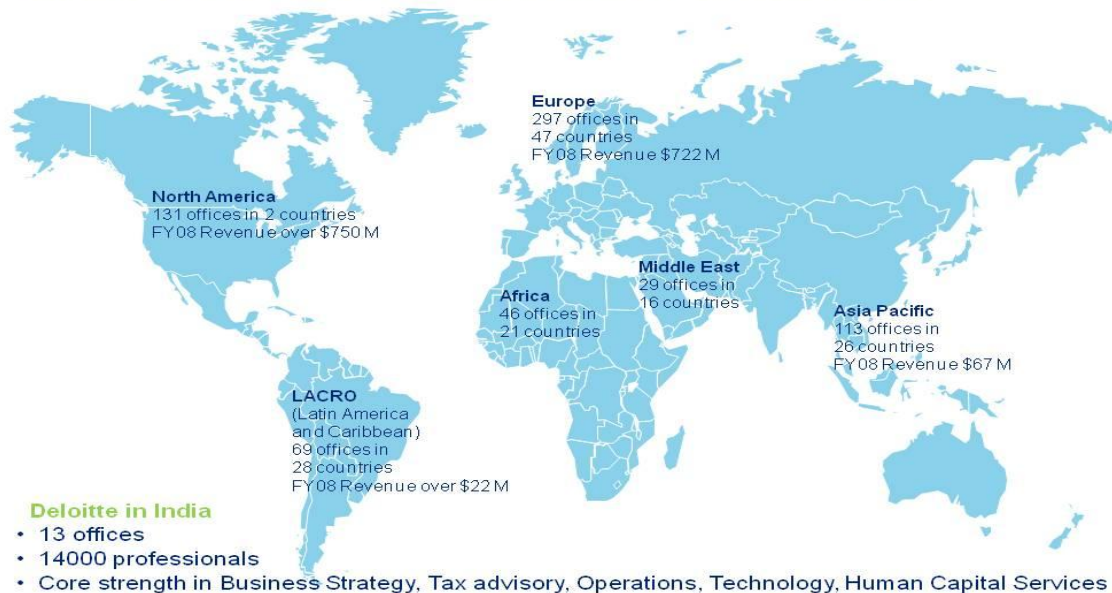 Europe
297 offices in
47 countries
FY08 Revenue $722 M
North America
131 offices in 2 countries
FY08 Revenue over $750 M
Middle East
29 offices in
16 countries
Africa
46 offices in
21 countries
Asia Pacific
113 offices in
26 countries
FY08 Revenue $67 M
LACRO
(Latin America
and Caribbean)
69 offices in
28 countries
FY08 Revenue over $22 M
Deloitte in India
• 13 offices
• 14000 professionals
• Core strength in Business Strategy, Tax advisory, Operations, Technology, Human Capital Services